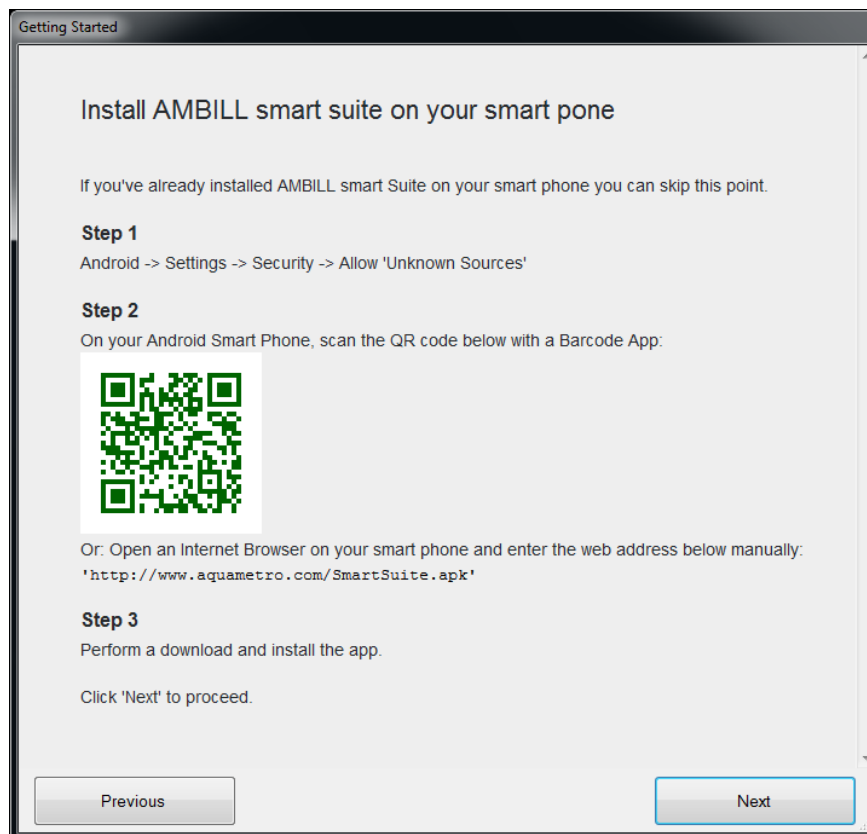 Getting Started
Install AMBILL smart suite on your smart pone
If you've already installed AMBILL smart Suite on your smart phone you can skip this point.
Step 1
Android -> Settings -> Security -> Allow 'Unknown Sources'
Step 2
On your Android Smart Phone, scan the QR code below with a Barcode App:
Or: Open an Internet Browser on your smart phone and enter the web address below manually:
'http://www.aquametro.com/SmartSuite.apk'
Step 3
Perform a download and install the app.
Click 'Next' to proceed.
Previous
Next